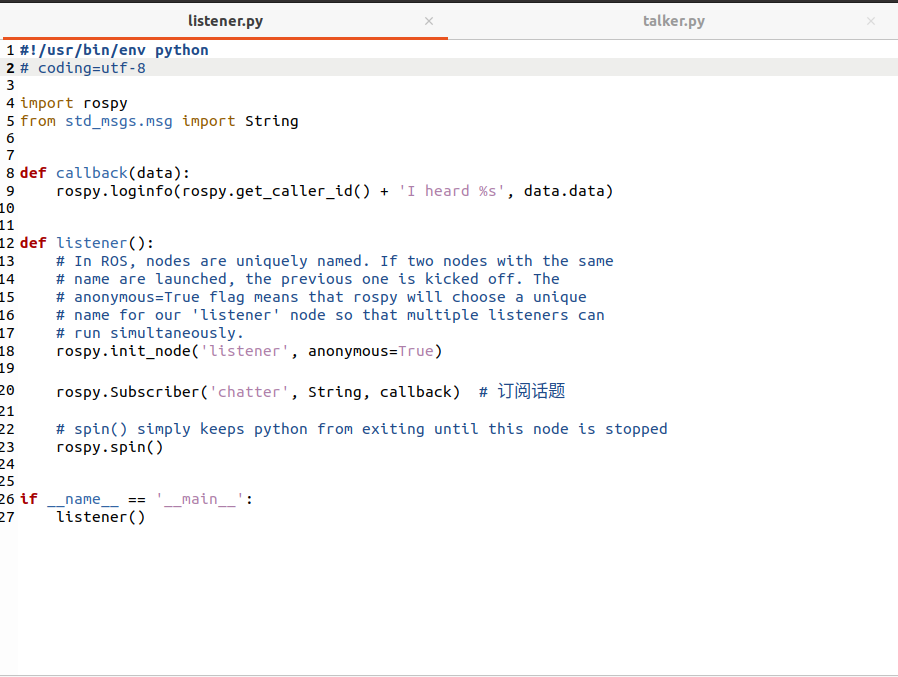 listener.py × talker.py ×
1 #!/usr/bin/env python
2 # coding=utf-8
3
4 import rospy
5 from std_msgs.msg import String
6
7
8 def callback(data):
9     rospy.loginfo(rospy.get_caller_id() + 'I heard %s', data.data)
10
11
12 def listener():
13     # In ROS, nodes are uniquely named. If two nodes with the same
14     # name are launched, the previous one is kicked off. The
15     # anonymous=True flag means that rospy will choose a unique
16     # name for our 'listener' node so that multiple listeners can
17     # run simultaneously.
18     rospy.init_node('listener', anonymous=True)
19
20     rospy.Subscriber('chatter', String, callback)  # 订阅话题
21
22     # spin() simply keeps python from exiting until this node is stopped
23     rospy.spin()
24
25
26 if __name__ == '__main__':
27     listener()